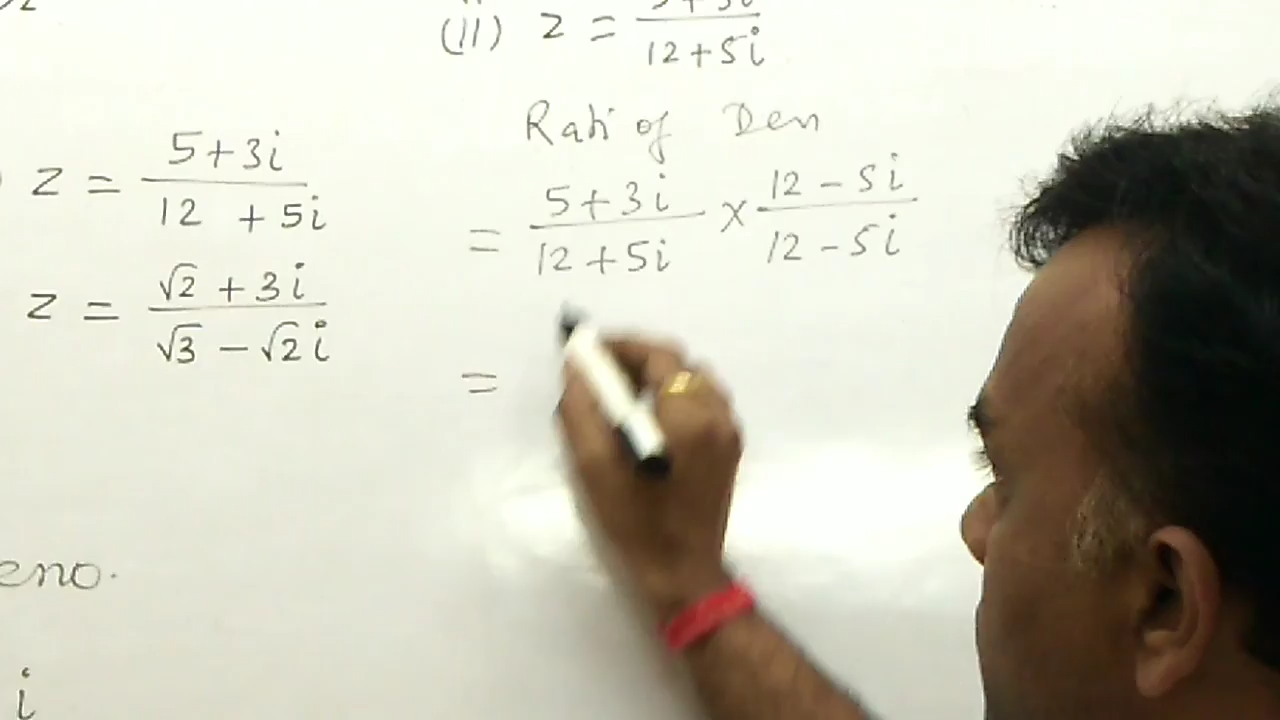 z = 5+3i / 12 +5i
z = √2 +3i / √3 - √2i
eno.
i
(II) z = 5+3i / 12+5i
Rati of Den
= 5+3i / 12+5i × 12-5i / 12-5i
=